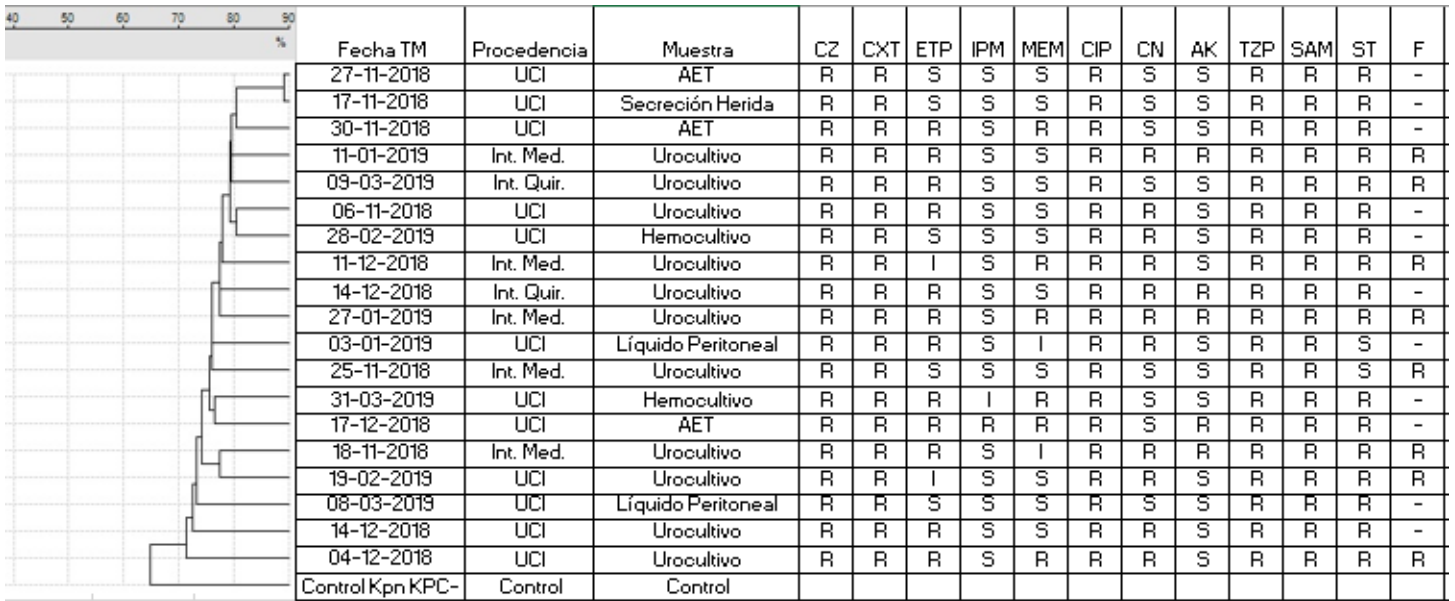 40 50 60 70 80 90
%
Fecha TM Procedencia Muestra CZ CXT ETP IPM MEM CIP CN AK TZP SAM ST F
27-11-2018 UCI AET R R S S S R S S R R R -
17-11-2018 UCI Secreción Herida R R S S S R S S R R R -
30-11-2018 UCI AET R R R S R R S S R R R -
11-01-2019 Int. Med. Urocultivo R R R S S R R R R R R R
09-03-2019 Int. Quir. Urocultivo R R R S S R S S R R R R
06-11-2018 UCI Urocultivo R R R S S R R S R R R -
28-02-2019 UCI Hemocultivo R R S S S R R S R R R -
11-12-2018 Int. Med. Urocultivo R R I S R R R S R R R R
14-12-2018 Int. Quir. Urocultivo R R R S S R R R R R R -
27-01-2019 Int. Med. Urocultivo R R R S R R R R R R R R
03-01-2019 UCI Líquido Peritoneal R R R S I R R S R R S -
25-11-2018 Int. Med. Urocultivo R R S S S R S S R R S R
31-03-2019 UCI Hemocultivo R R R I R R S S R R R -
17-12-2018 UCI AET R R R R R R S R R R R -
18-11-2018 Int. Med. Urocultivo R R R S I R R R R R R R
19-02-2019 UCI Urocultivo R R I S S R R S R R R R
08-03-2019 UCI Líquido Peritoneal R R S S S R S S R R R -
14-12-2018 UCI Urocultivo R R R S S R R S R R R -
04-12-2018 UCI Urocultivo R R R S R R R S R R R R
Control Kpn KPC- Control Control